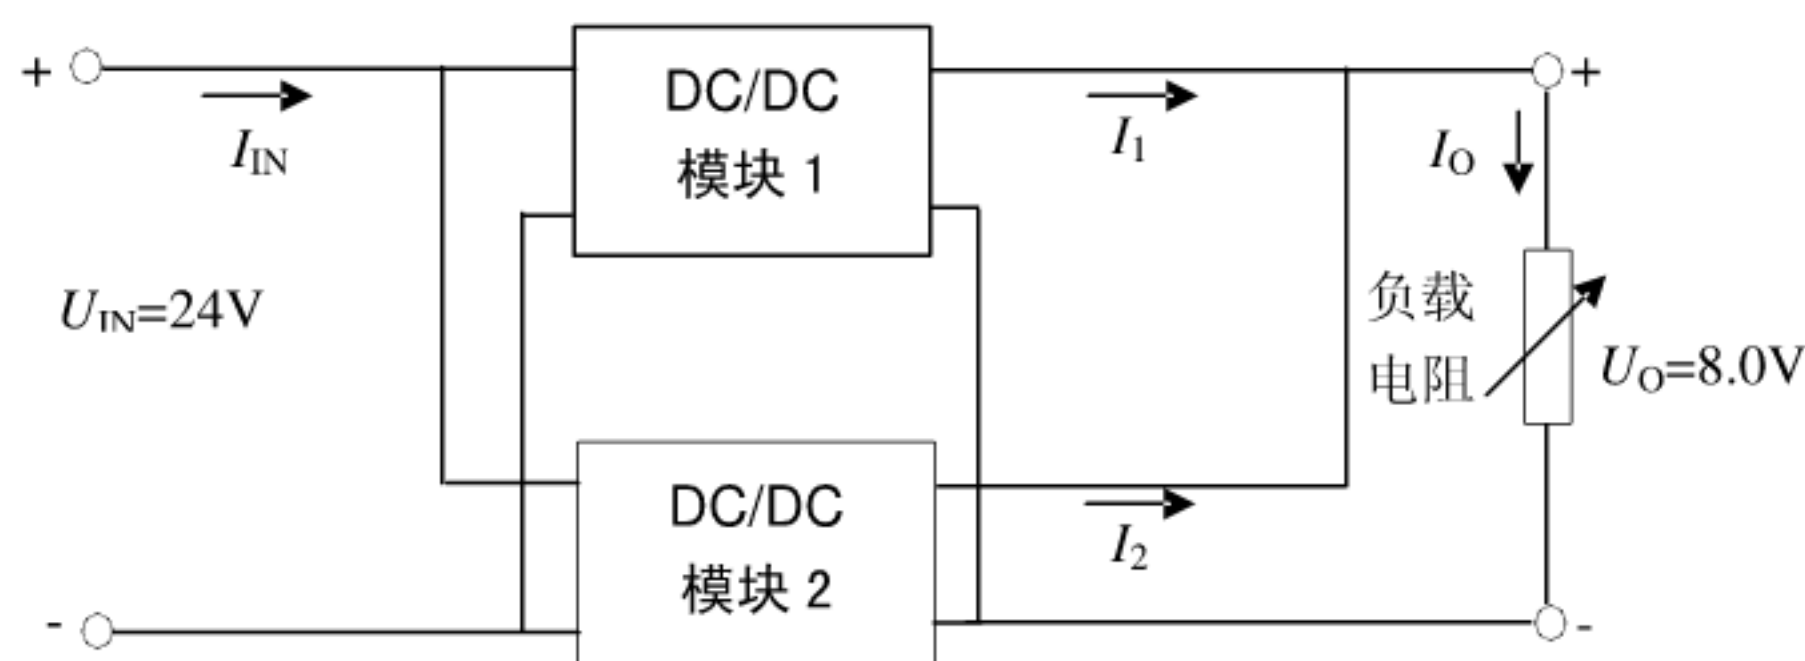 +
DC/DC
模块 1
+
I_IN
I_1
I_O
U_IN=24V
负载
电阻
U_O=8.0V
DC/DC
模块 2
I_2
-
-